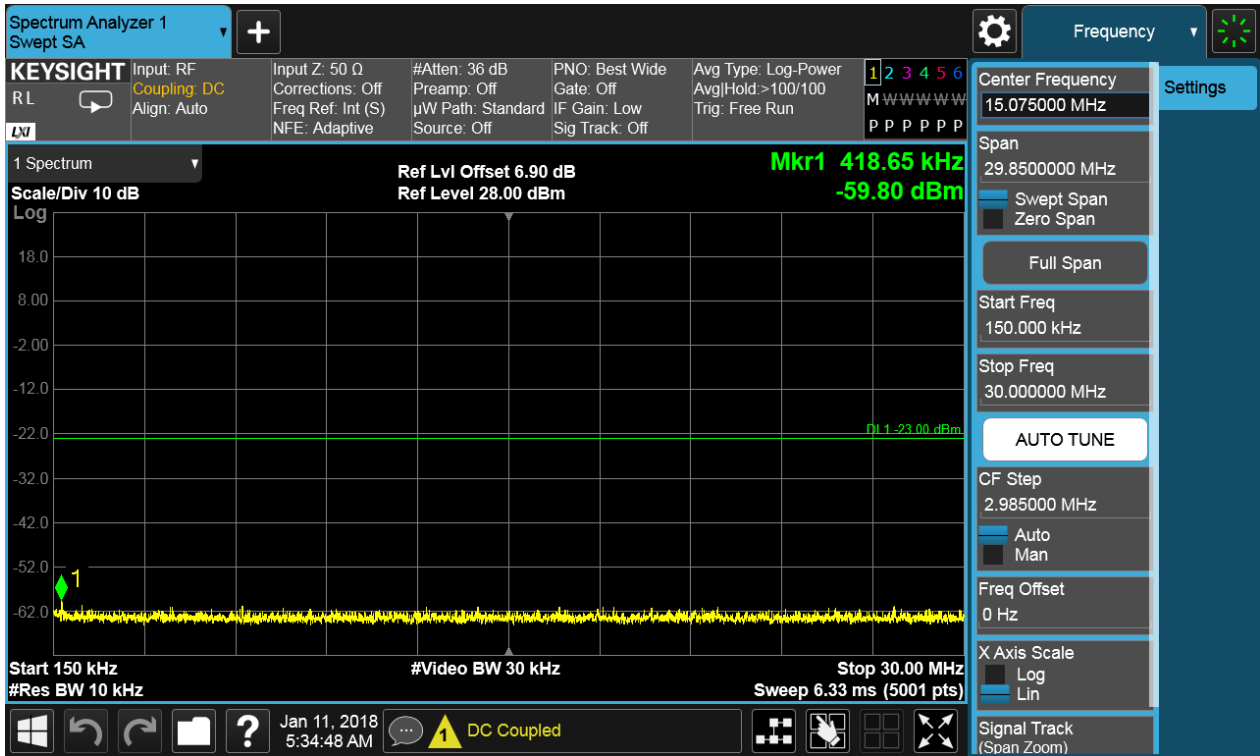 Spectrum Analyzer 1
Swept SA
+
Frequency
KEYSIGHT
RL
LXI
Input: RF
Coupling: DC
Align: Auto
Input Z: 50 Ω
Corrections: Off
Freq Ref: Int (S)
NFE: Adaptive
#Atten: 36 dB
Preamp: Off
µW Path: Standard
Source: Off
PNO: Best Wide
Gate: Off
IF Gain: Low
Sig Track: Off
Avg Type: Log-Power
Avg|Hold:>100/100
Trig: Free Run
1 2 3 4 5 6
M W W W W W
P P P P P P
1 Spectrum
Scale/Div 10 dB
Log
Ref Lvl Offset 6.90 dB
Ref Level 28.00 dBm
Mkr1 418.65 kHz
-59.80 dBm
18.0
8.00
-2.00
-12.0
-22.0
DL1 -23.00 dBm
-32.0
-42.0
-52.0
1
-62.0
Start 150 kHz
#Video BW 30 kHz
Stop 30.00 MHz
#Res BW 10 kHz
Sweep 6.33 ms (5001 pts)
Center Frequency
15.075000 MHz
Span
29.8500000 MHz
Swept Span
Zero Span
Full Span
Start Freq
150.000 kHz
Stop Freq
30.000000 MHz
AUTO TUNE
CF Step
2.985000 MHz
Auto
Man
Freq Offset
0 Hz
X Axis Scale
Log
Lin
Signal Track
(Span Zoom)
Settings
?
Jan 11, 2018
5:34:48 AM
1
DC Coupled